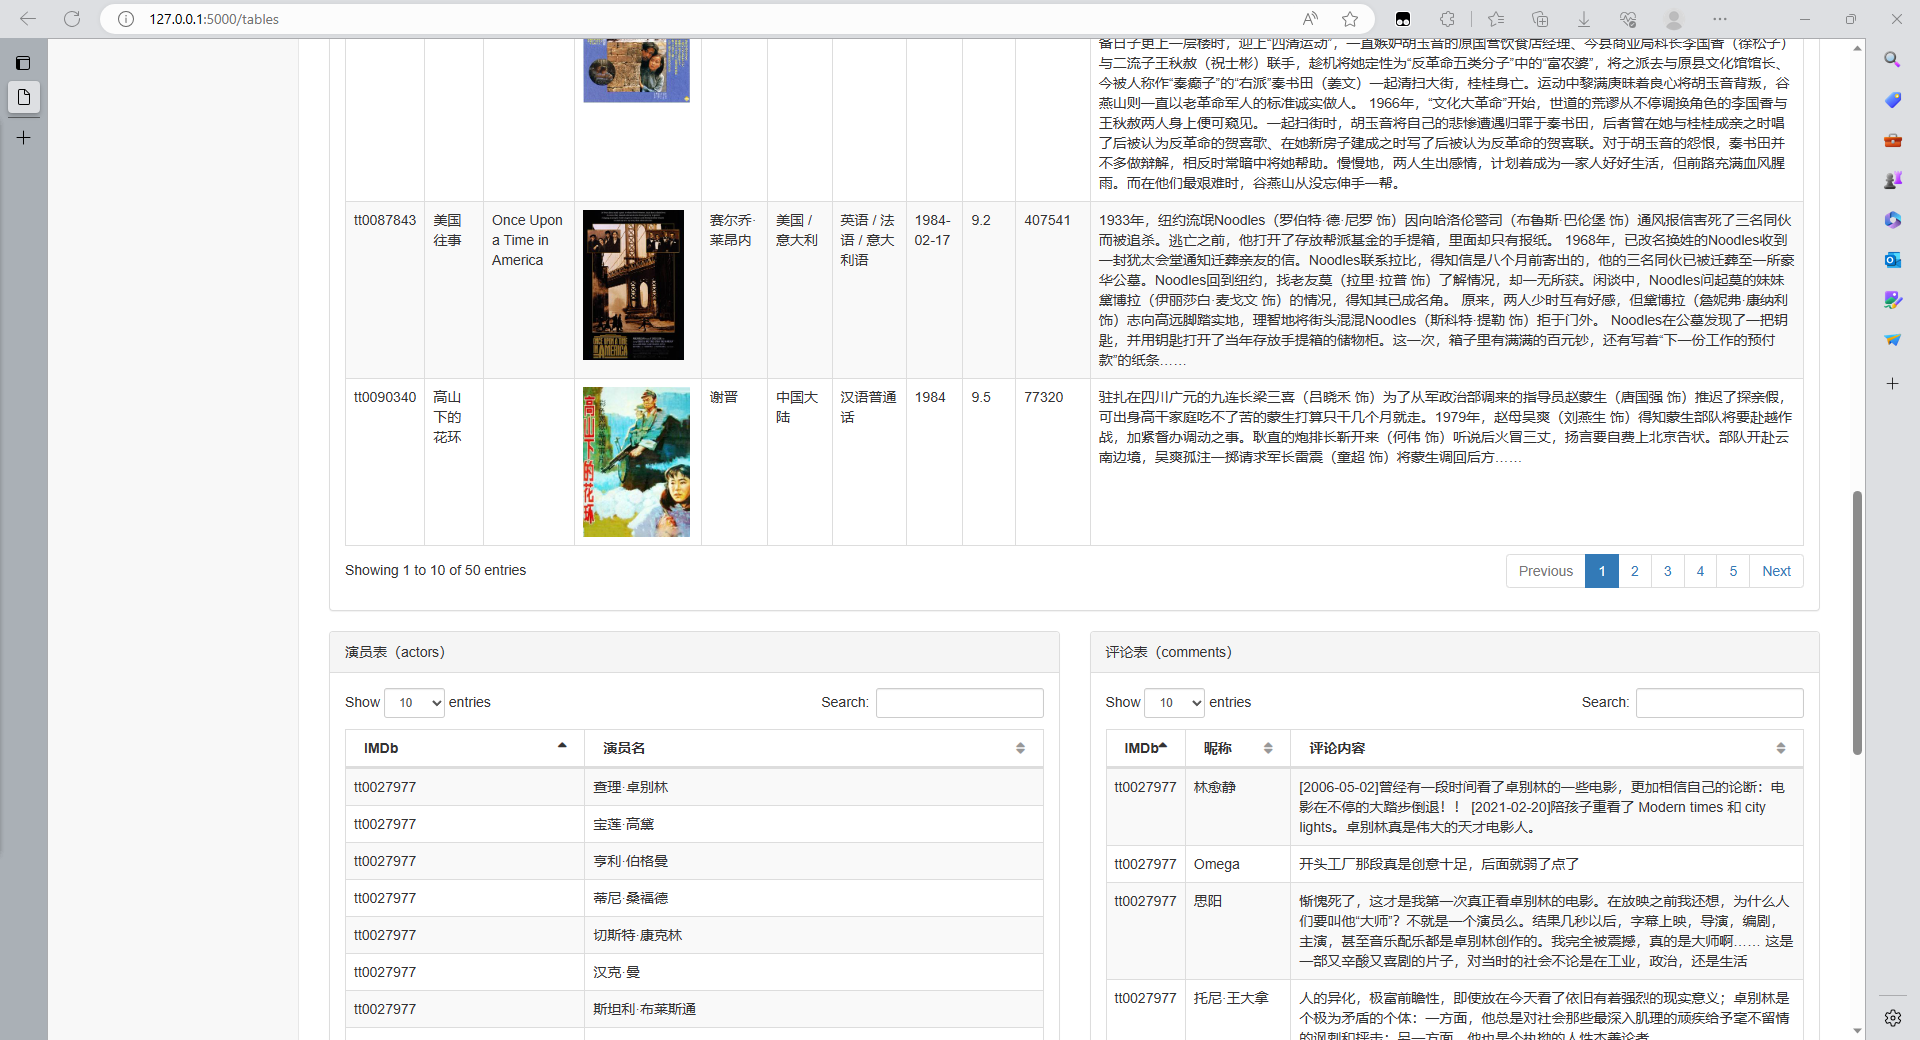 127.0.0.1:5000/tables
备日子更上一层楼时，迎上“四清运动”，一直嫉妒胡玉音的原国营饮食店经理、今县商业局科长李国香（徐松子）
与二流子王秋赦（祝士彬）联手，趁机将她定性为“反革命五类分子”中的“富农婆”，将之派去与原县文化馆馆长、
今被人称作“秦癫子”的“右派”秦书田（姜文）一起清扫大街，桂桂身亡。运动中黎满庚昧着良心将胡玉音背叛，谷
燕山则一直以老革命军人的标准诚实做人。 1966年，“文化大革命”开始，世道的荒谬从不停调换角色的李国香与
王秋赦两人身上便可窥见。一起扫街时，胡玉音将自己的悲惨遭遇归罪于秦书田，后者曾在她与桂桂成亲之时唱
了后被认为反革命的贺喜歌、在她新房子建成之时写了后被认为反革命的贺喜联。对于胡玉音的怨恨，秦书田并
不多做辩解，相反时常暗中将她帮助。慢慢地，两人生出感情，计划着成为一家人好好生活，但前路充满血风腥
雨。而在他们最艰难时，谷燕山从没忘伸手一帮。
tt0087843
美国
往事
Once Upon
a Time in
America
ONCE UPON
A TIME IN
AMERICA
赛尔乔·
莱昂内
美国 /
意大利
英语 / 法
语 / 意大
利语
1984-
02-17
9.2
407541
1933年，纽约流氓Noodles（罗伯特·德·尼罗 饰）因向哈洛伦警司（布鲁斯·巴伦堡 饰）通风报信害死了三名同伙
而被追杀。逃亡之前，他打开了存放帮派基金的手提箱，里面却只有报纸。 1968年，已改名换姓的Noodles收到
一封犹太会堂通知迁葬亲友的信。Noodles联系拉比，得知信是八个月前寄出的，他的三名同伙已被迁葬至一所豪
华公墓。Noodles回到纽约，找老友莫（拉里·拉普 饰）了解情况，却一无所获。闲谈中，Noodles问起莫的妹妹
黛博拉（伊丽莎白·麦戈文 饰）的情况，得知其已成名角。 原来，两人少时互有好感，但黛博拉（詹妮弗·康纳利
饰）志向高远脚踏实地，理智地将街头混混Noodles（斯科特·提勒 饰）拒于门外。 Noodles在公墓发现了一把钥
匙，并用钥匙打开了当年存放手提箱的储物柜。这一次，箱子里有满满的百元钞，还有写着“下一份工作的预付
款”的纸条……
tt0090340
高山
下的
花环
高山下的花环
谢晋
中国大
陆
汉语普通
话
1984
9.5
77320
驻扎在四川广元的九连长梁三喜（吕晓禾 饰）为了从军政治部调来的指导员赵蒙生（唐国强 饰）推迟了探亲假，
可出身高干家庭吃不了苦的蒙生打算只干几个月就走。1979年，赵母吴爽（刘燕生 饰）得知蒙生部队将要赴越作
战，加紧督办调动之事。耿直的炮排长靳开来（何伟 饰）听说后火冒三丈，扬言要自费上北京告状。部队开赴云
南边境，吴爽孤注一掷请求军长雷震（童超 饰）将蒙生调回后方……
Showing 1 to 10 of 50 entries
Previous 1 2 3 4 5 Next
演员表（actors）
Show 10 entries
Search:
IMDb 演员名
tt0027977 查理·卓别林
tt0027977 宝莲·高黛
tt0027977 亨利·伯格曼
tt0027977 蒂尼·桑福德
tt0027977 切斯特·康克林
tt0027977 汉克·曼
tt0027977 斯坦利·布莱斯通
评论表（comments）
Show 10 entries
Search:
IMDb 昵称 评论内容
tt0027977 林愈静
[2006-05-02]曾经有一段时间看了卓别林的一些电影，更加相信自己的论断：电
影在不停的大踏步倒退！！ [2021-02-20]陪孩子重看了 Modern times 和 city
lights。卓别林真是伟大的天才电影人。
tt0027977 Omega 开头工厂那段真是创意十足，后面就弱了点了
tt0027977 思阳
惭愧死了，这才是我第一次真正看卓别林的电影。在放映之前我还想，为什么人
们要叫他“大师”？不就是一个演员么。结果几秒以后，字幕上映，导演，编剧，
主演，甚至音乐配乐都是卓别林创作的。我完全被震撼，真的是大师啊…… 这是
一部又辛酸又喜剧的片子，对当时的社会不论是在工业，政治，还是生活
tt0027977 托尼·王大拿
人的异化，极富前瞻性，即使放在今天看了依旧有着强烈的现实意义；卓别林是
个极为矛盾的个体：一方面，他总是对社会那些最深入肌理的顽疾给予毫不留情
的讽刺和抨击；另一方面，他也是个执拗的人性本善论者